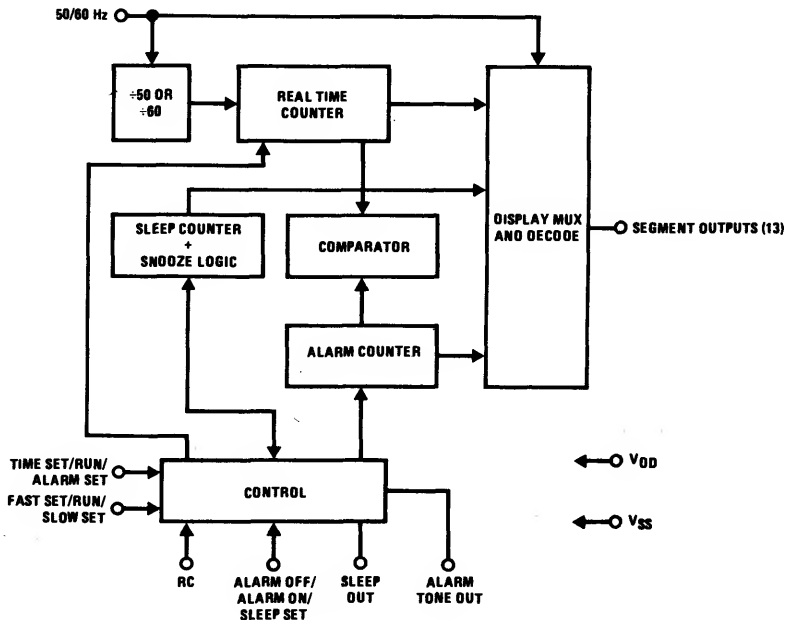 50/60 Hz
÷50 OR
÷60
REAL TIME
COUNTER
SLEEP COUNTER
+
SNOOZE LOGIC
COMPARATOR
DISPLAY MUX
AND DECODE
SEGMENT OUTPUTS (13)
ALARM COUNTER
TIME SET/RUN/
ALARM SET
FAST SET/RUN/
SLOW SET
CONTROL
VDD
VSS
RC
ALARM OFF/
ALARM ON/
SLEEP SET
SLEEP
OUT
ALARM
TONE OUT